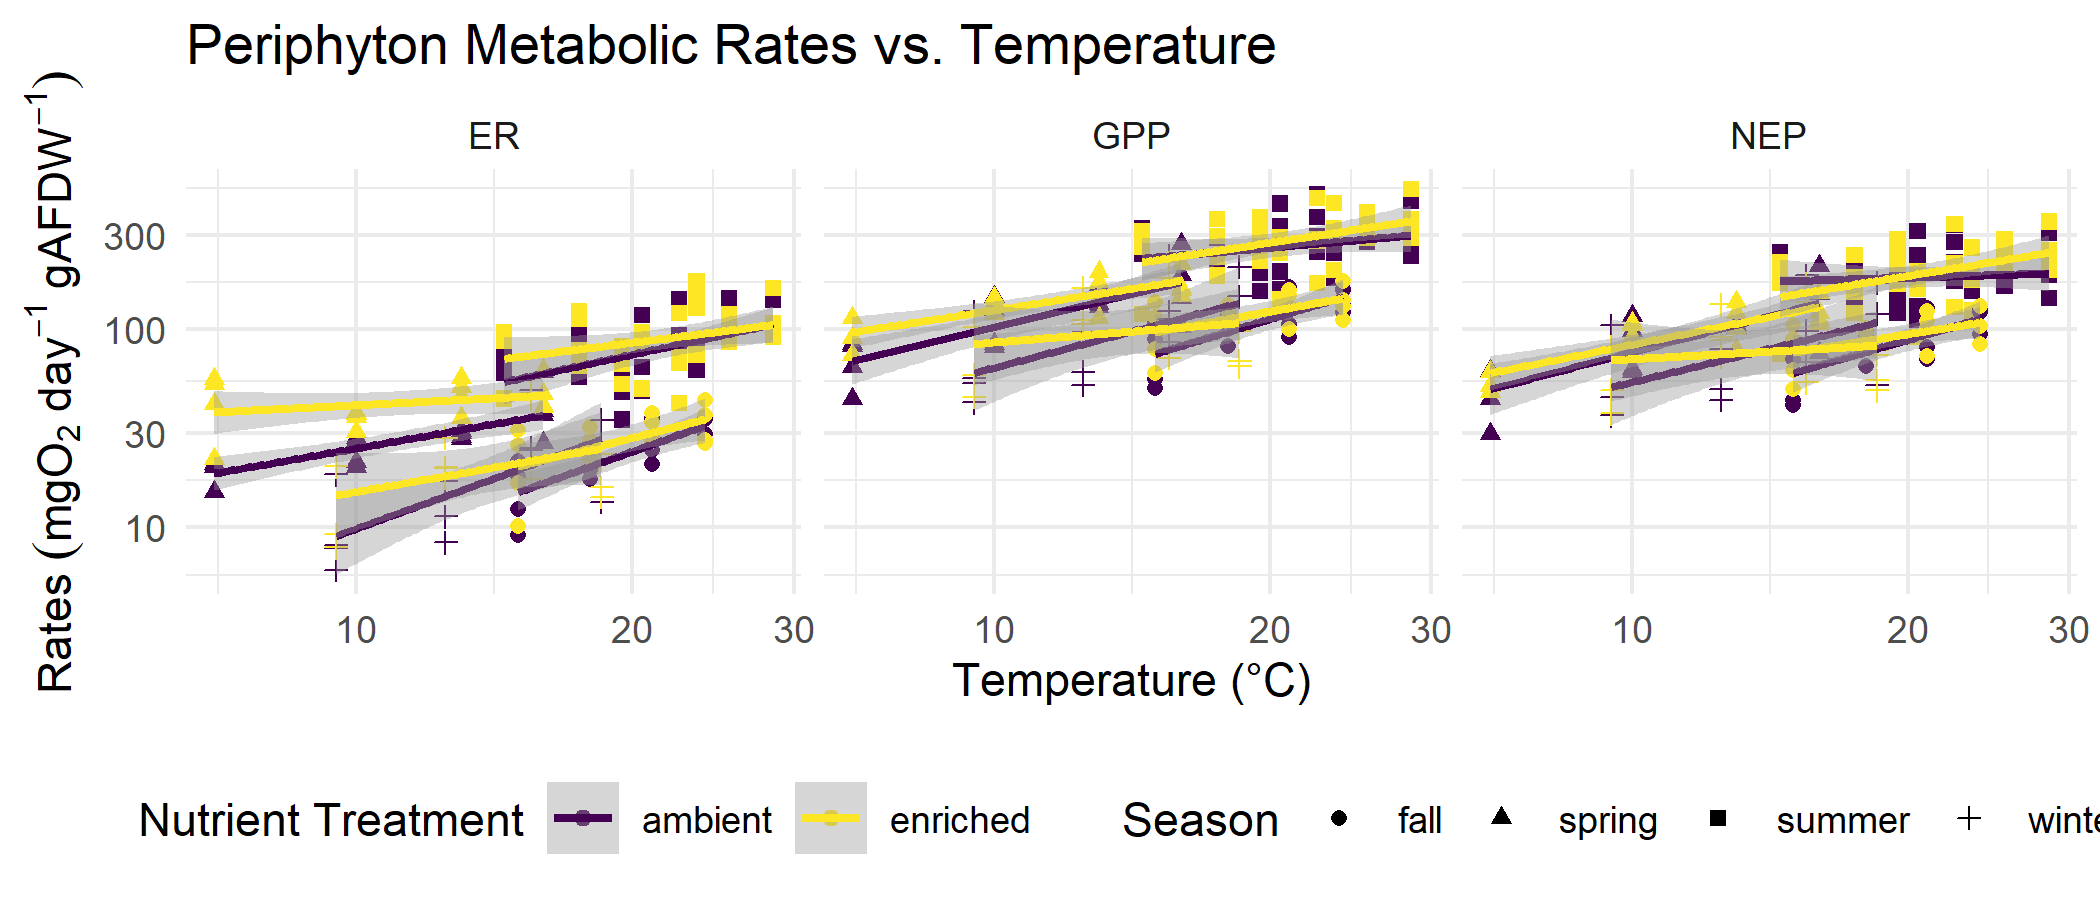 Periphyton Metabolic Rates vs. Temperature
ER GPP NEP
Rates (mgO₂ day⁻¹ gAFDW⁻¹)
300
100
30
10
10 20 30 10 20 30 10 20 30
Temperature (°C)
Nutrient Treatment ambient enriched Season fall spring summer winte